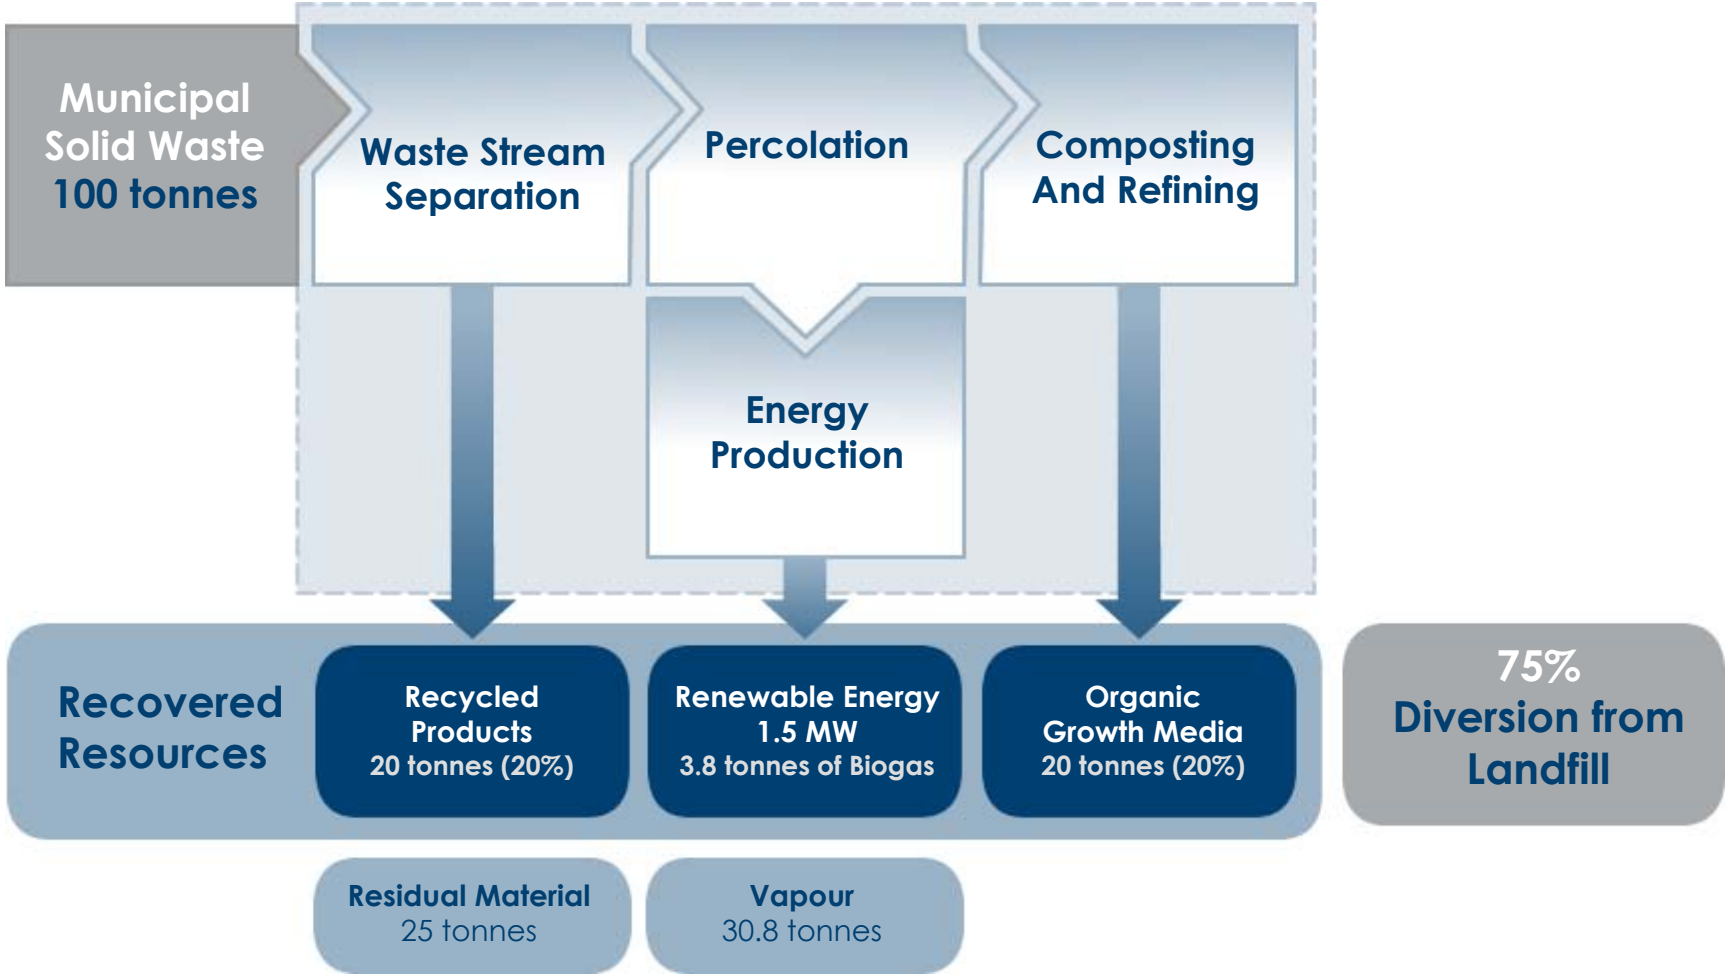 Municipal
Solid Waste
100 tonnes
Waste Stream
Separation
Percolation
Composting
And Refining
Energy
Production
Recovered
Resources
Recycled
Products
20 tonnes (20%)
Renewable Energy
1.5 MW
3.8 tonnes of Biogas
Organic
Growth Media
20 tonnes (20%)
75%
Diversion from
Landfill
Residual Material
25 tonnes
Vapour
30.8 tonnes